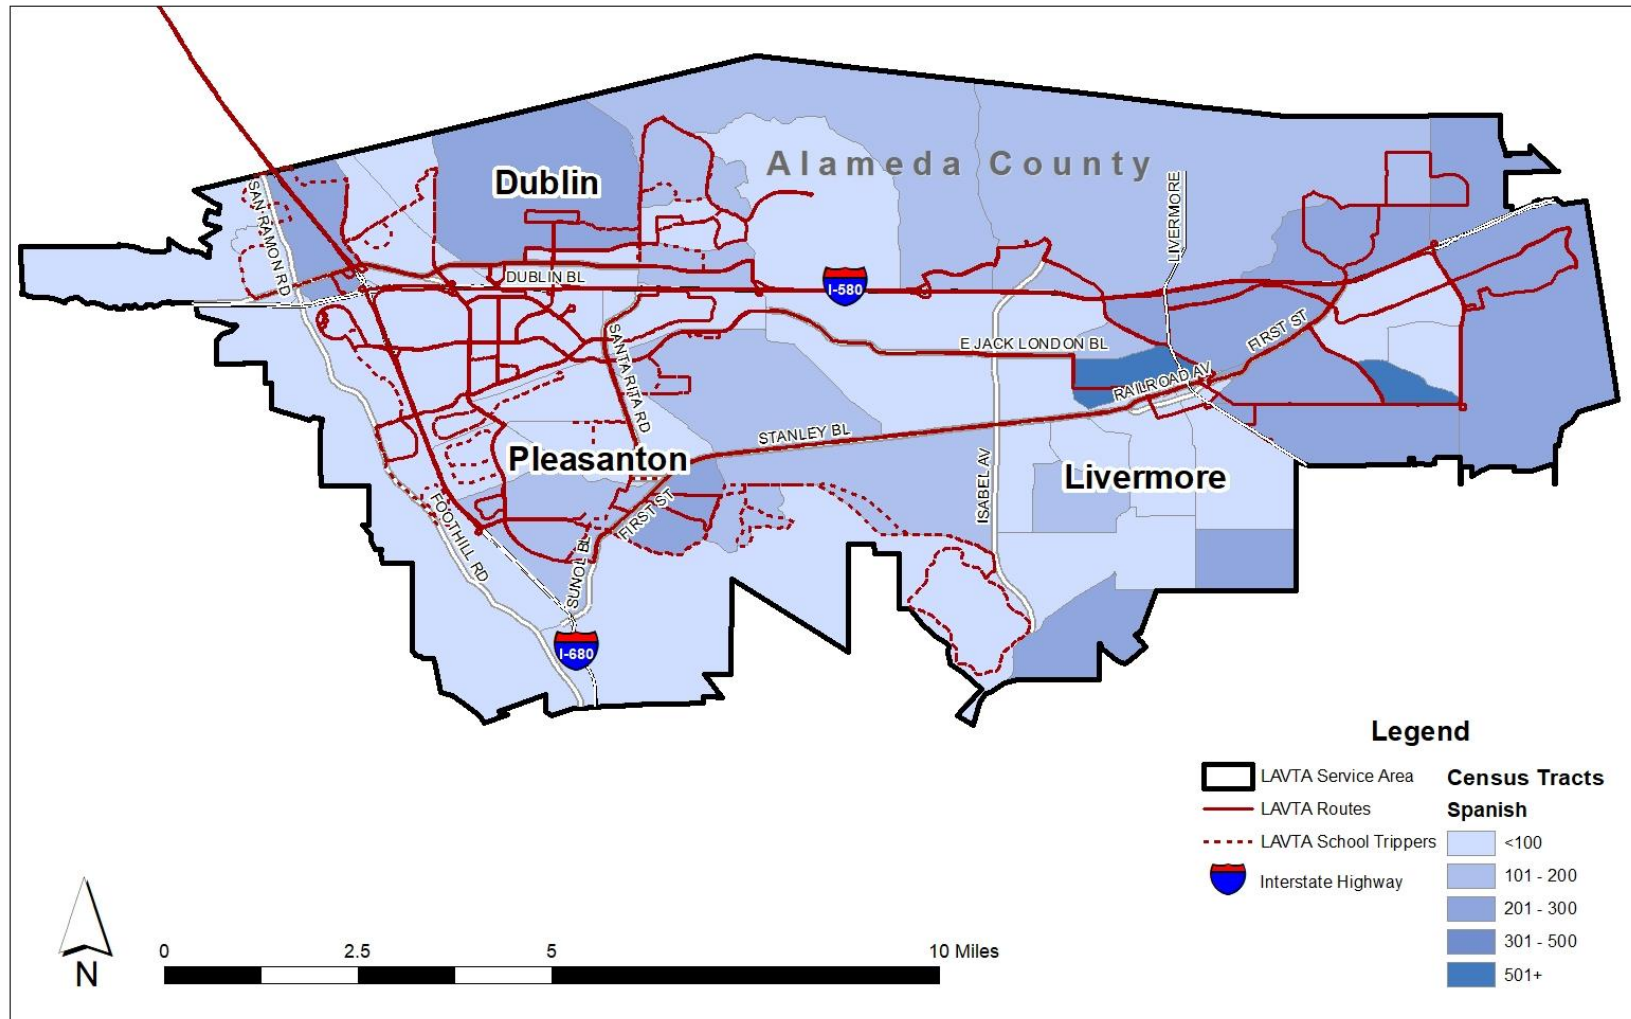 Dublin
Alameda County
SAN RAMON RD
LIVERMORE
DUBLIN BL
I-580
SANTA RITA RD
E JACK LONDON BL
FIRST ST
RAILROAD AV
STANLEY BL
Pleasanton
Livermore
ISABEL AV
FOOTHILL RD
FIRST ST
SUNOL BL
I-680
Legend
LAVTA Service Area
LAVTA Routes
LAVTA School Trippers
Interstate Highway
Census Tracts
Spanish
<100
101 - 200
201 - 300
301 - 500
501+
N
0 2.5 5 10 Miles